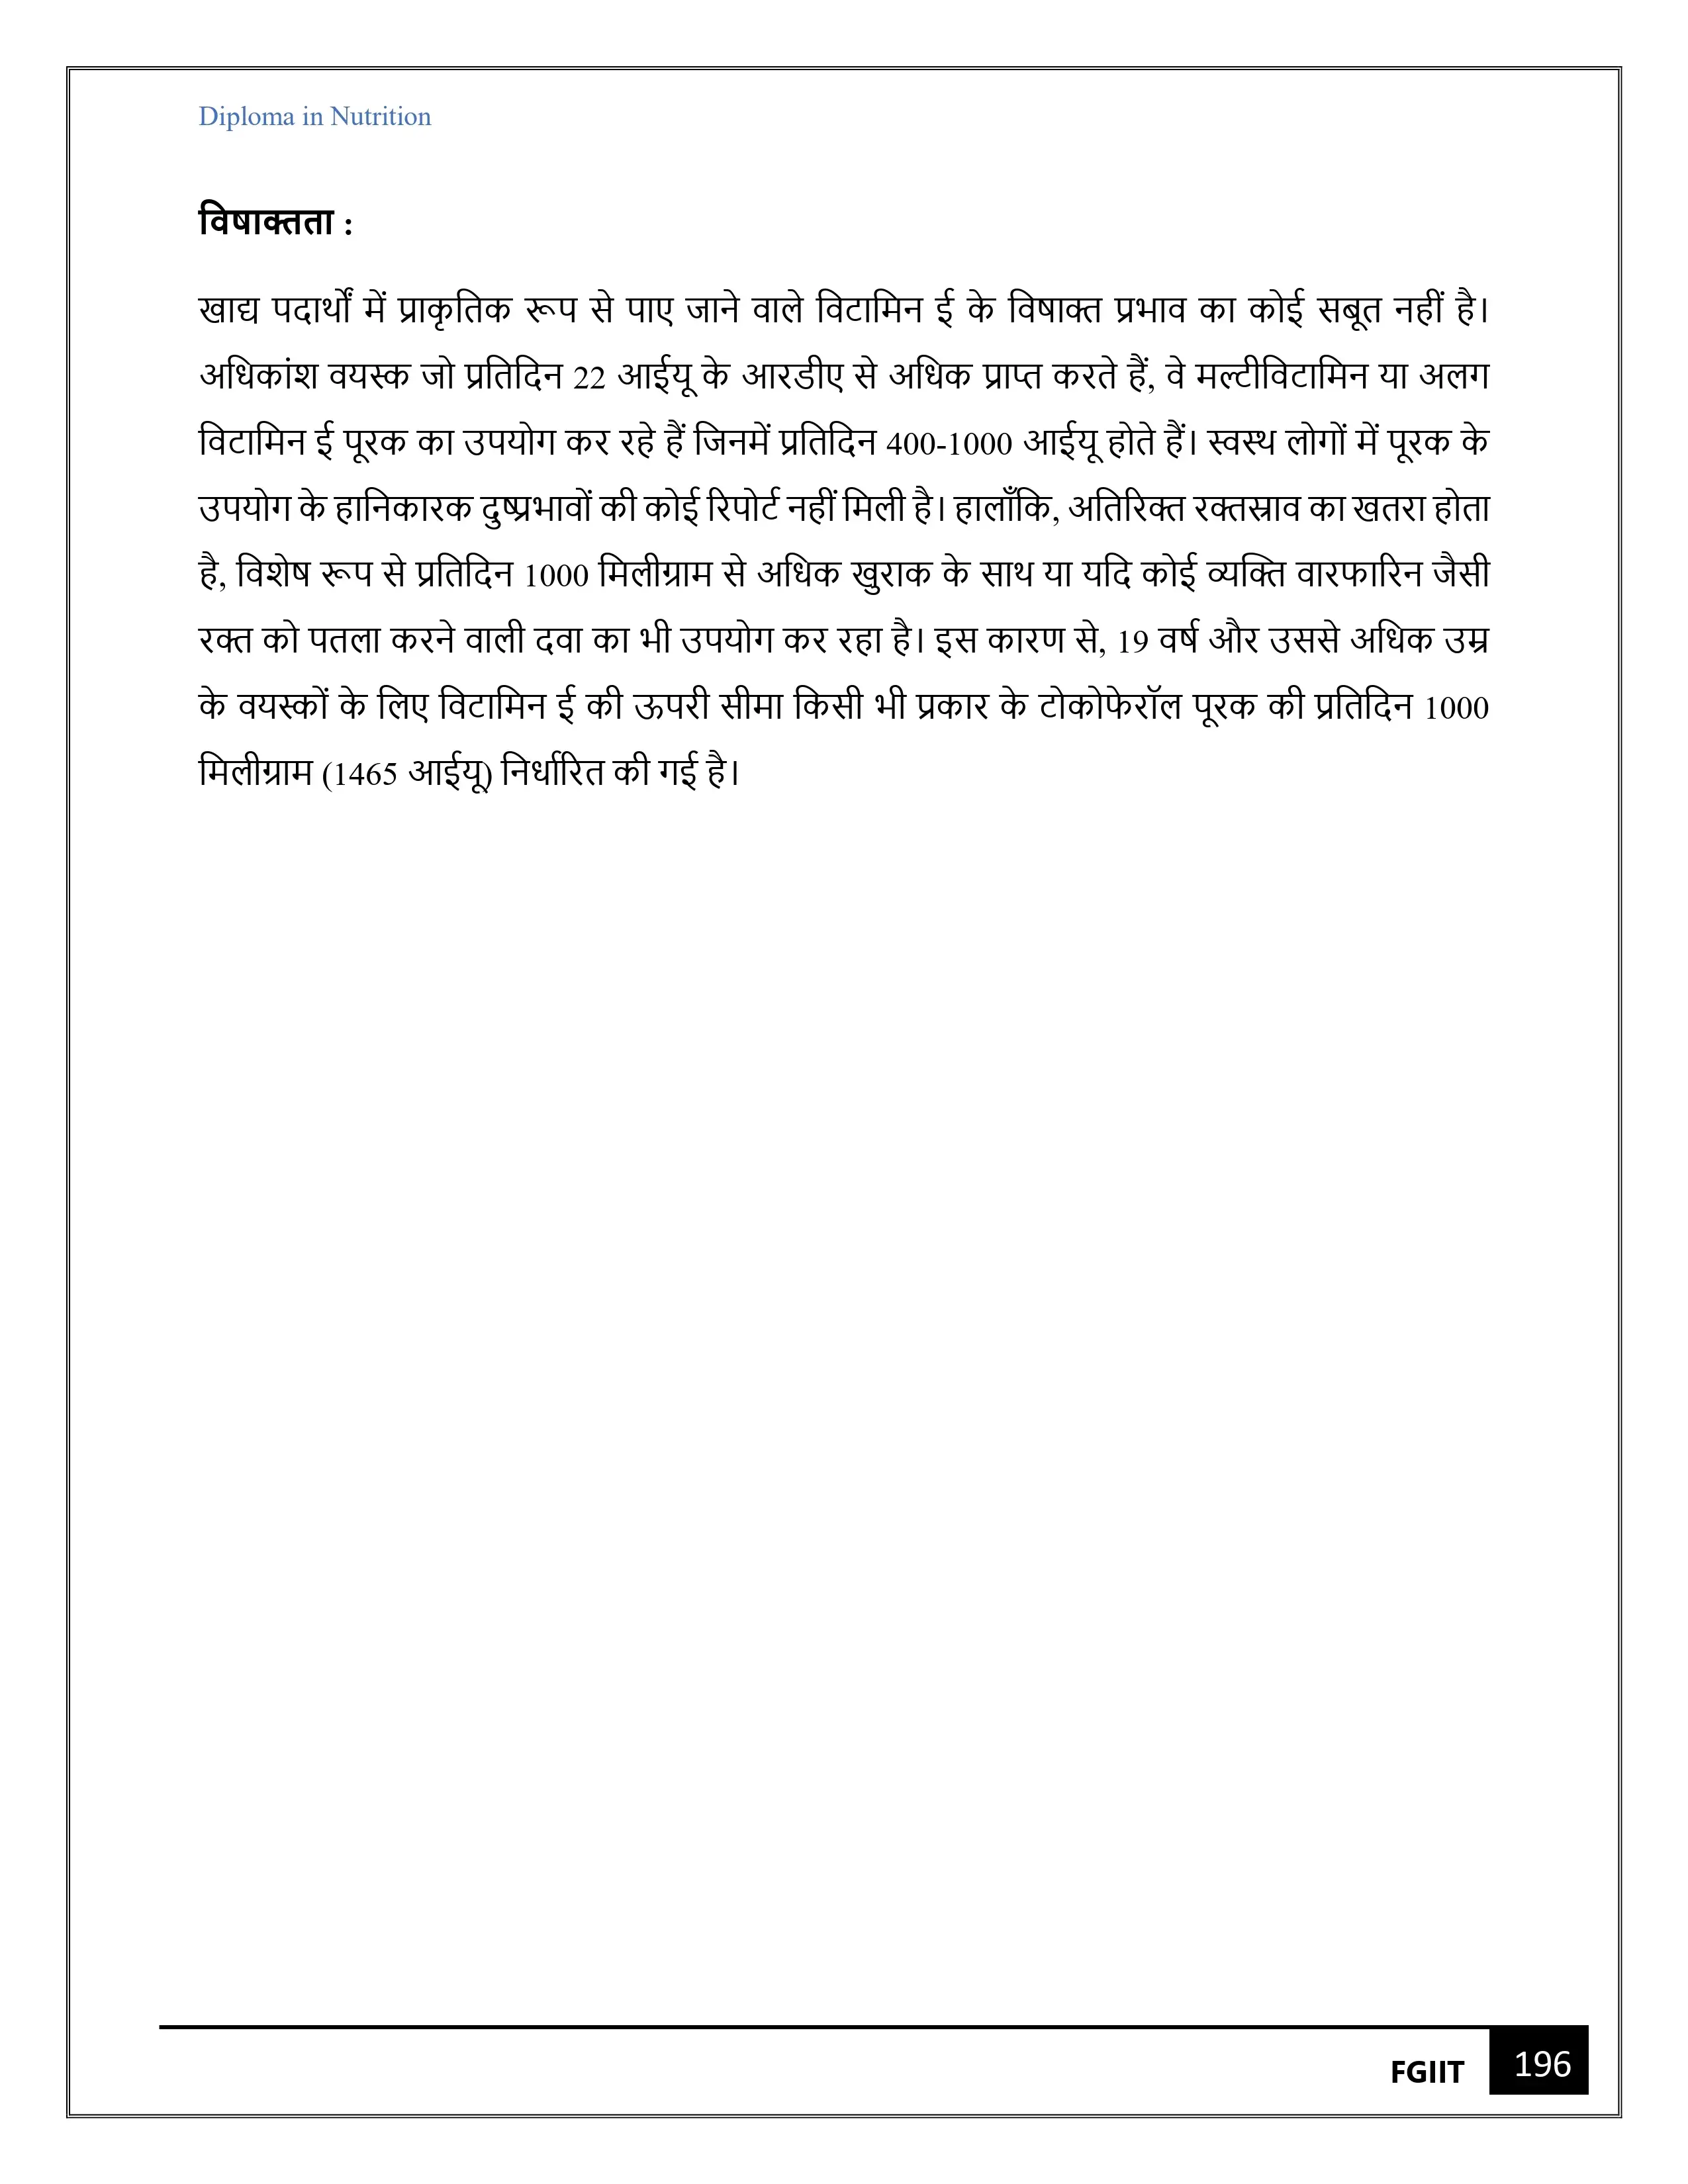 Diploma in Nutrition
विषाक्तता :
खाद्य पदार्थों में प्राकृतिक रूप से पाए जाने वाले विटामिन ई के विषाक्त प्रभाव का कोई सबूत नहीं है।
अधिकांश वयस्क जो प्रतिदिन 22 आईयू के आरडीए से अधिक प्राप्त करते हैं, वे मल्टीविटामिन या अलग
विटामिन ई पूरक का उपयोग कर रहे हैं जिनमें प्रतिदिन 400-1000 आईयू होते हैं। स्वस्थ लोगों में पूरक के
उपयोग के हानिकारक दुष्प्रभावों की कोई रिपोर्ट नहीं मिली है। हालाँकि, अतिरिक्त रक्तस्राव का खतरा होता
है, विशेष रूप से प्रतिदिन 1000 मिलीग्राम से अधिक खुराक के साथ या यदि कोई व्यक्ति वारफारिन जैसी
रक्त को पतला करने वाली दवा का भी उपयोग कर रहा है। इस कारण से, 19 वर्ष और उससे अधिक उम्र
के वयस्कों के लिए विटामिन ई की ऊपरी सीमा किसी भी प्रकार के टोकोफेरॉल पूरक की प्रतिदिन 1000
मिलीग्राम (1465 आईयू) निर्धारित की गई है।
FGIIT 196